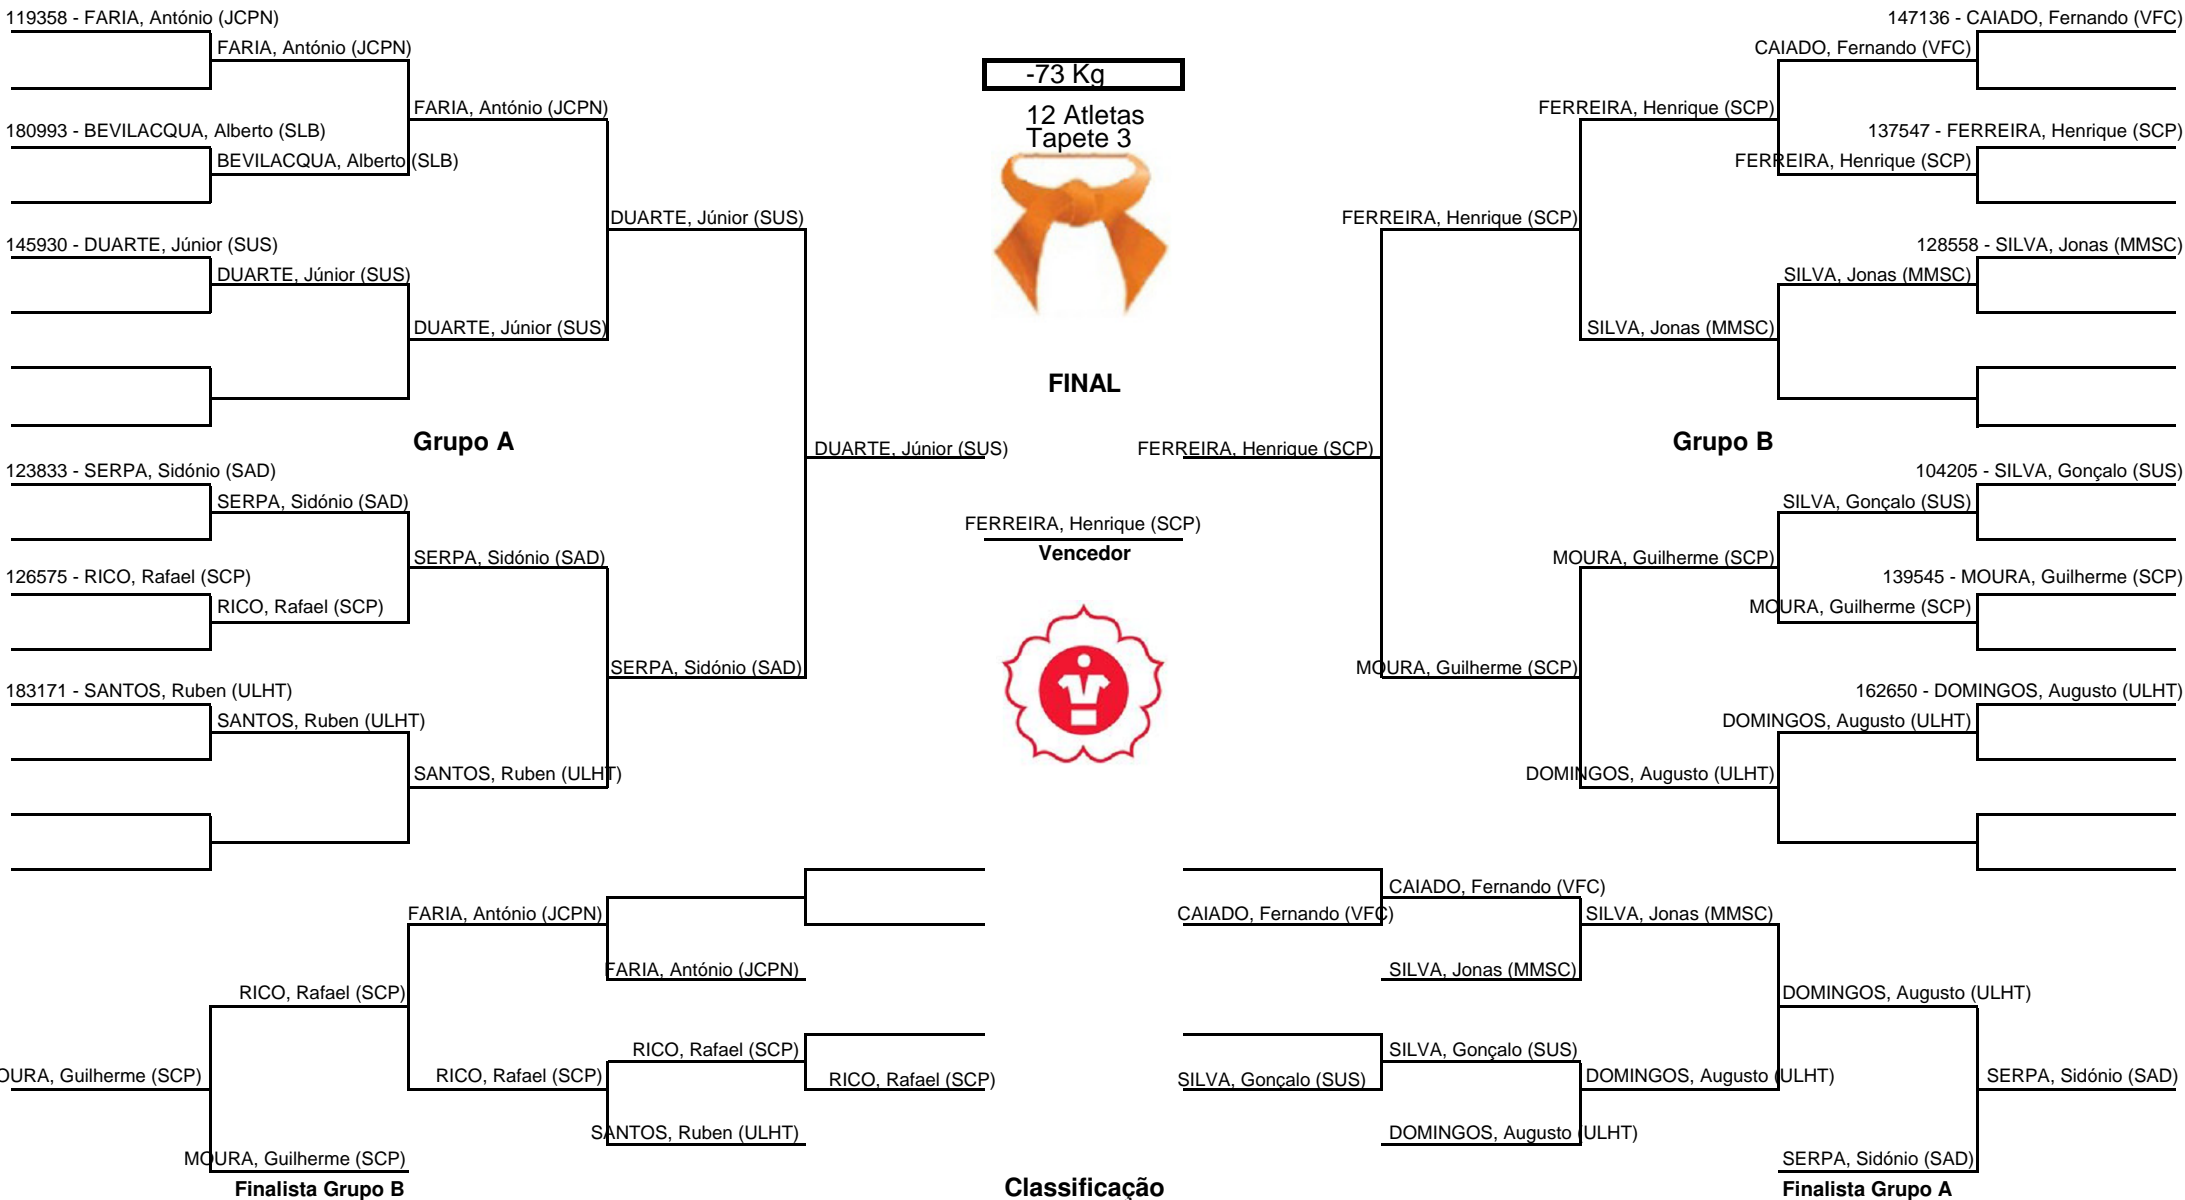 119358 - FARIA, António (JCPN)
FARIA, António (JCPN)
FARIA, António (JCPN)
180993 - BEVILACQUA, Alberto (SLB)
BEVILACQUA, Alberto (SLB)
DUARTE, Júnior (SUS)
145930 - DUARTE, Júnior (SUS)
DUARTE, Júnior (SUS)
DUARTE, Júnior (SUS)
Grupo A
DUARTE, Júnior (SUS)
123833 - SERPA, Sidónio (SAD)
SERPA, Sidónio (SAD)
SERPA, Sidónio (SAD)
126575 - RICO, Rafael (SCP)
RICO, Rafael (SCP)
SERPA, Sidónio (SAD)
183171 - SANTOS, Ruben (ULHT)
SANTOS, Ruben (ULHT)
SANTOS, Ruben (ULHT)
-73 Kg
12 Atletas
Tapete 3
FINAL
FERREIRA, Henrique (SCP)
Vencedor
147136 - CAIADO, Fernando (VFC)
CAIADO, Fernando (VFC)
FERREIRA, Henrique (SCP)
137547 - FERREIRA, Henrique (SCP)
FERREIRA, Henrique (SCP)
FERREIRA, Henrique (SCP)
128558 - SILVA, Jonas (MMSC)
SILVA, Jonas (MMSC)
SILVA, Jonas (MMSC)
Grupo B
FERREIRA, Henrique (SCP)
104205 - SILVA, Gonçalo (SUS)
SILVA, Gonçalo (SUS)
MOURA, Guilherme (SCP)
139545 - MOURA, Guilherme (SCP)
MOURA, Guilherme (SCP)
MOURA, Guilherme (SCP)
162650 - DOMINGOS, Augusto (ULHT)
DOMINGOS, Augusto (ULHT)
DOMINGOS, Augusto (ULHT)
FARIA, António (JCPN)
FARIA, António (JCPN)
RICO, Rafael (SCP)
RICO, Rafael (SCP)
OURA, Guilherme (SCP)
RICO, Rafael (SCP)
RICO, Rafael (SCP)
SANTOS, Ruben (ULHT)
MOURA, Guilherme (SCP)
Finalista Grupo B
CAIADO, Fernando (VFC)
CAIADO, Fernando (VFC)
SILVA, Jonas (MMSC)
SILVA, Jonas (MMSC)
DOMINGOS, Augusto (ULHT)
SILVA, Gonçalo (SUS)
SILVA, Gonçalo (SUS)
DOMINGOS, Augusto (ULHT)
SERPA, Sidónio (SAD)
DOMINGOS, Augusto (ULHT)
SERPA, Sidónio (SAD)
Classificação
Finalista Grupo A